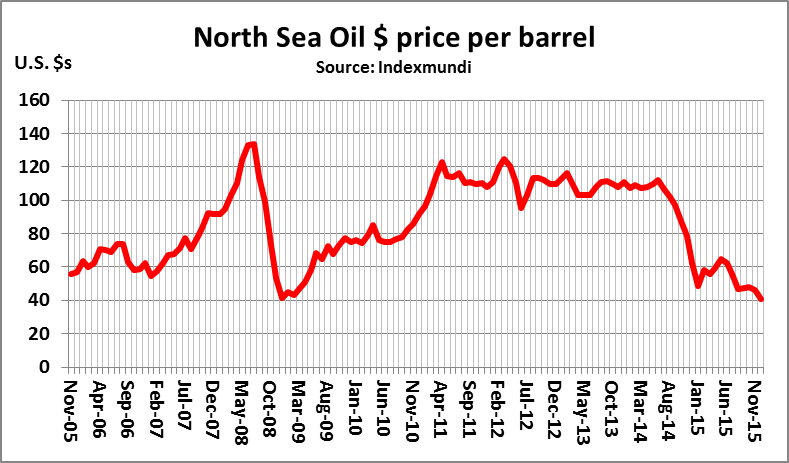 North Sea Oil $ price per barrel
U.S. $s
Source: Indexmundi
160
140
120
100
80
60
40
20
0
Nov-05
Apr-06
Sep-06
Feb-07
Jul-07
Dec-07
May-08
Oct-08
Mar-09
Aug-09
Jan-10
Jun-10
Nov-10
Apr-11
Sep-11
Feb-12
Jul-12
Dec-12
May-13
Oct-13
Mar-14
Aug-14
Jan-15
Jun-15
Nov-15